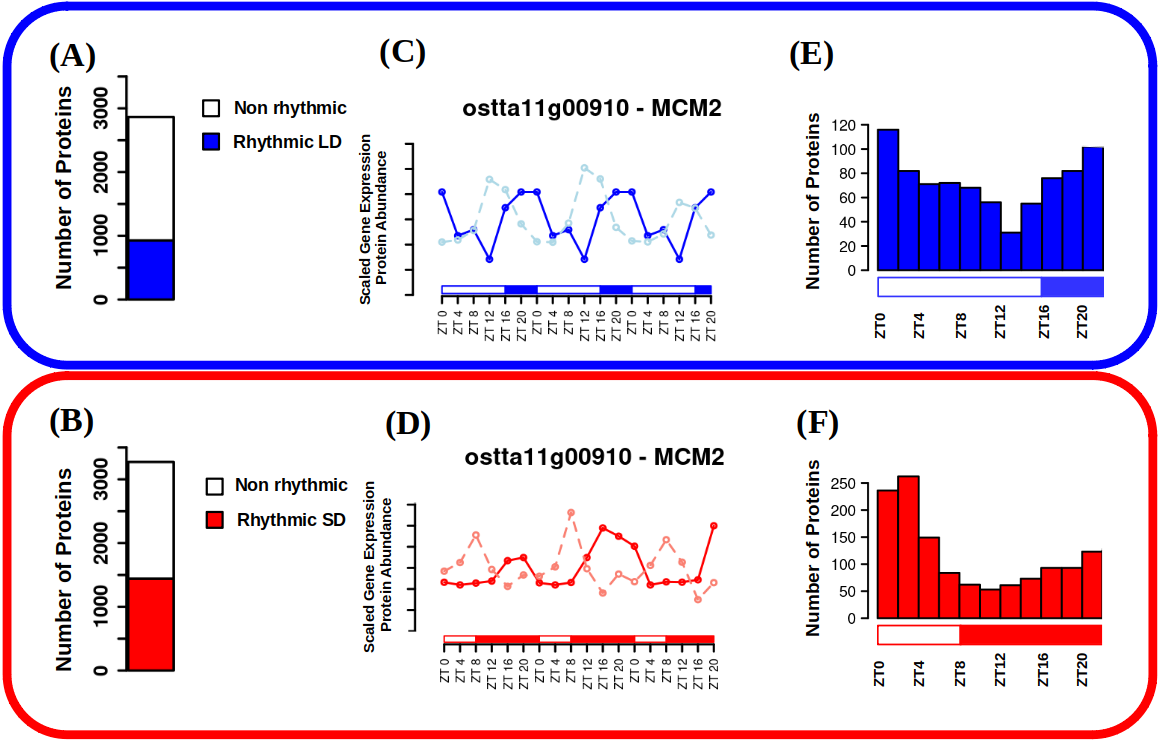 (A)
Number of Proteins
0
1000
2000
3000
Non rhythmic
Rhythmic LD
(C)
ostta11g00910 - MCM2
Scaled Gene Expression
Protein Abundance
ZT 0
ZT 4
ZT 8
ZT 12
ZT 16
ZT 20
ZT 0
ZT 4
ZT 8
ZT 12
ZT 16
ZT 20
ZT 0
ZT 4
ZT 8
ZT 12
ZT 16
ZT 20
(E)
Number of Proteins
120
100
80
60
40
20
0
ZT0
ZT4
ZT8
ZT12
ZT16
ZT20
(B)
Number of Proteins
0
1000
2000
3000
Non rhythmic
Rhythmic SD
(D)
ostta11g00910 - MCM2
Scaled Gene Expression
Protein Abundance
ZT 0
ZT 4
ZT 8
ZT 12
ZT 16
ZT 20
ZT 0
ZT 4
ZT 8
ZT 12
ZT 16
ZT 20
ZT 0
ZT 4
ZT 8
ZT 12
ZT 16
ZT 20
(F)
Number of Proteins
250
200
150
100
50
0
ZT0
ZT4
ZT8
ZT12
ZT16
ZT20